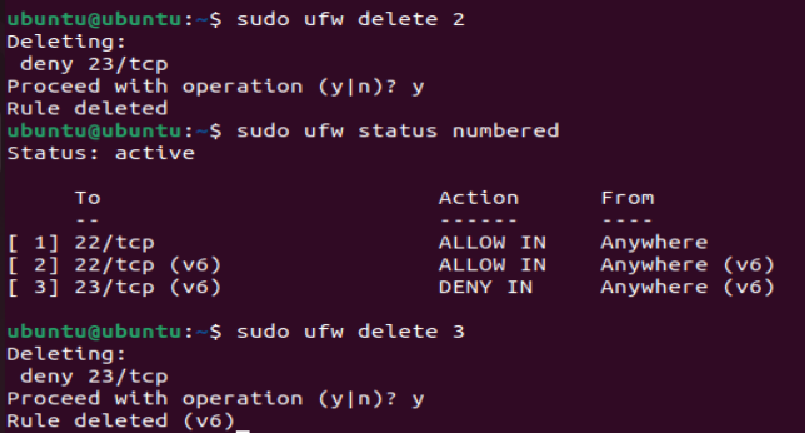 ubuntu@ubuntu:~$ sudo ufw delete 2
Deleting:
 deny 23/tcp
Proceed with operation (y|n)? y
Rule deleted
ubuntu@ubuntu:~$ sudo ufw status numbered
Status: active

     To                         Action      From
     --                         ------      ----
[ 1] 22/tcp                     ALLOW IN    Anywhere
[ 2] 22/tcp (v6)                ALLOW IN    Anywhere (v6)
[ 3] 23/tcp (v6)                DENY IN     Anywhere (v6)

ubuntu@ubuntu:~$ sudo ufw delete 3
Deleting:
 deny 23/tcp
Proceed with operation (y|n)? y
Rule deleted (v6)